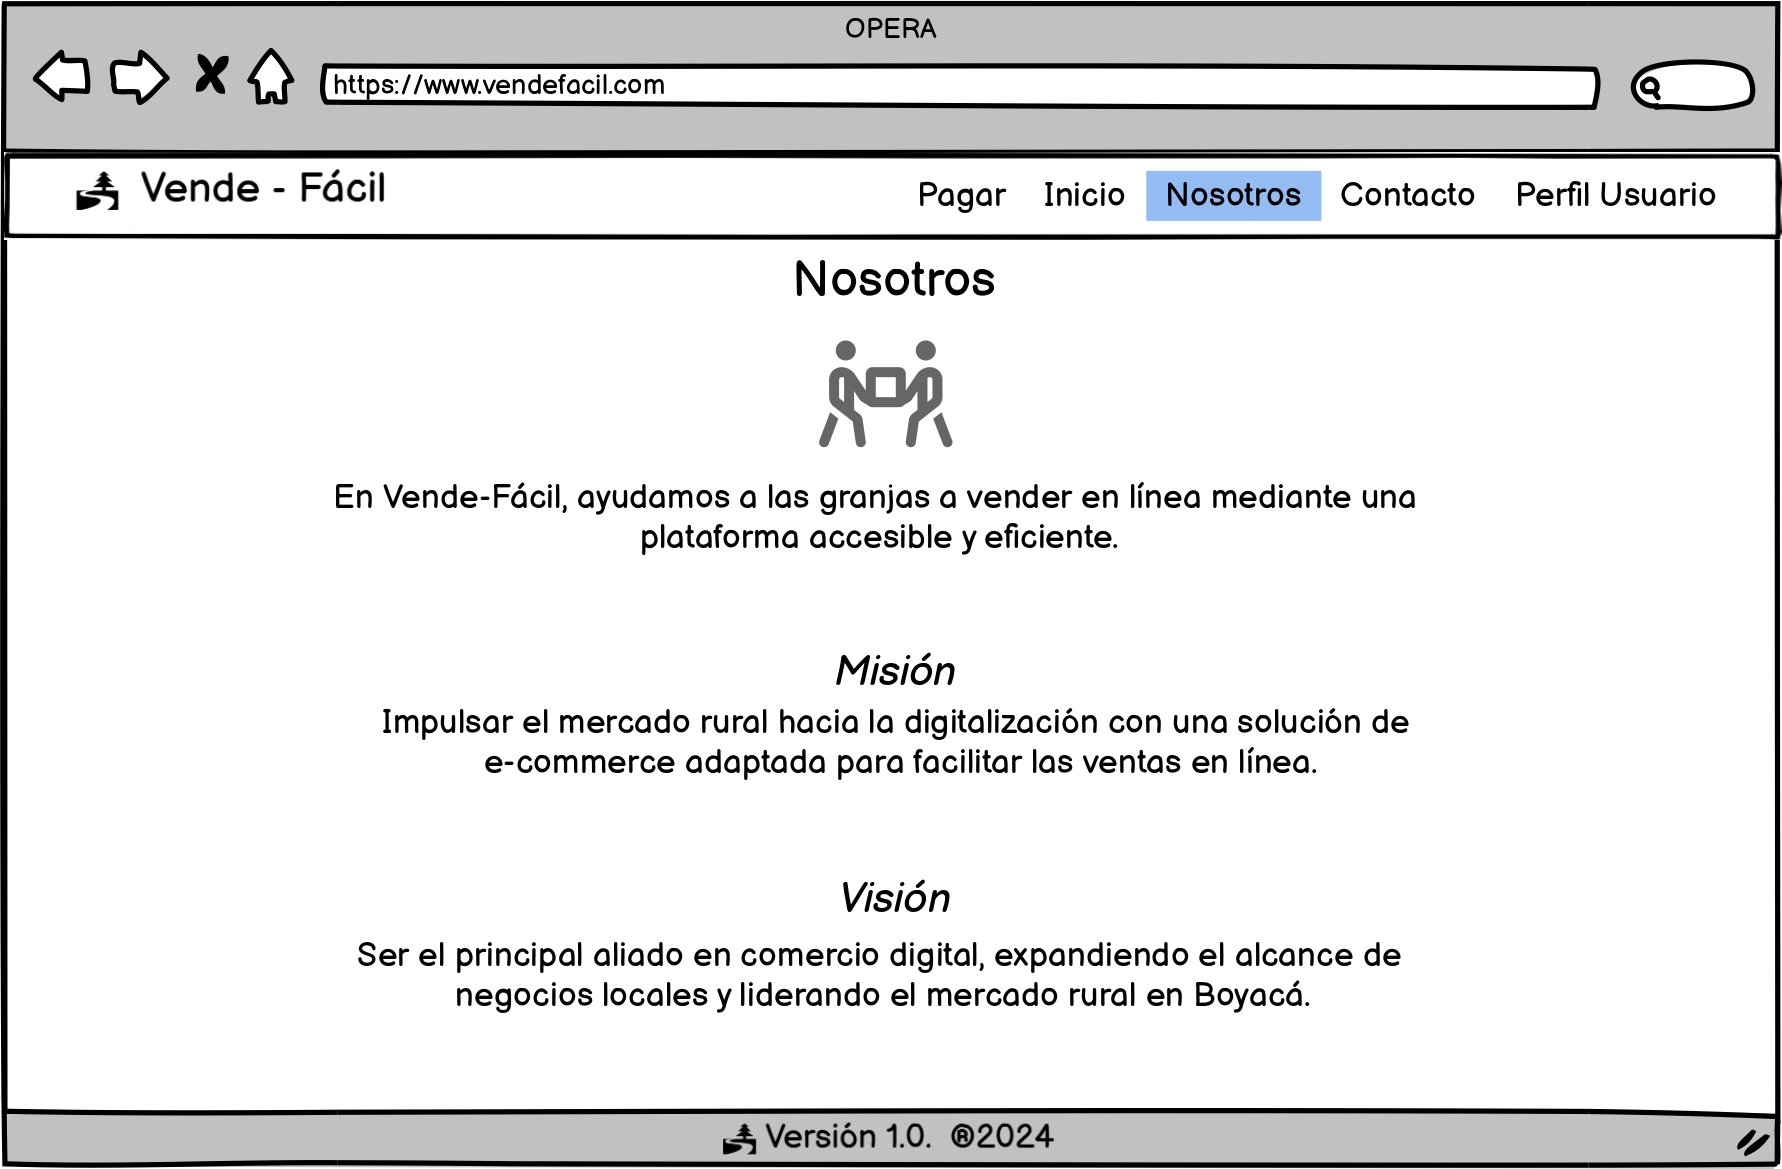 OPERA
https://www.vendefacil.com
Vende - Fácil
Pagar Inicio Nosotros Contacto Perfil Usuario
Nosotros
En Vende-Fácil, ayudamos a las granjas a vender en línea mediante una
plataforma accesible y eficiente.
Misión
Impulsar el mercado rural hacia la digitalización con una solución de
e-commerce adaptada para facilitar las ventas en línea.
Visión
Ser el principal aliado en comercio digital, expandiendo el alcance de
negocios locales y liderando el mercado rural en Boyacá.
Versión 1.0. ®2024